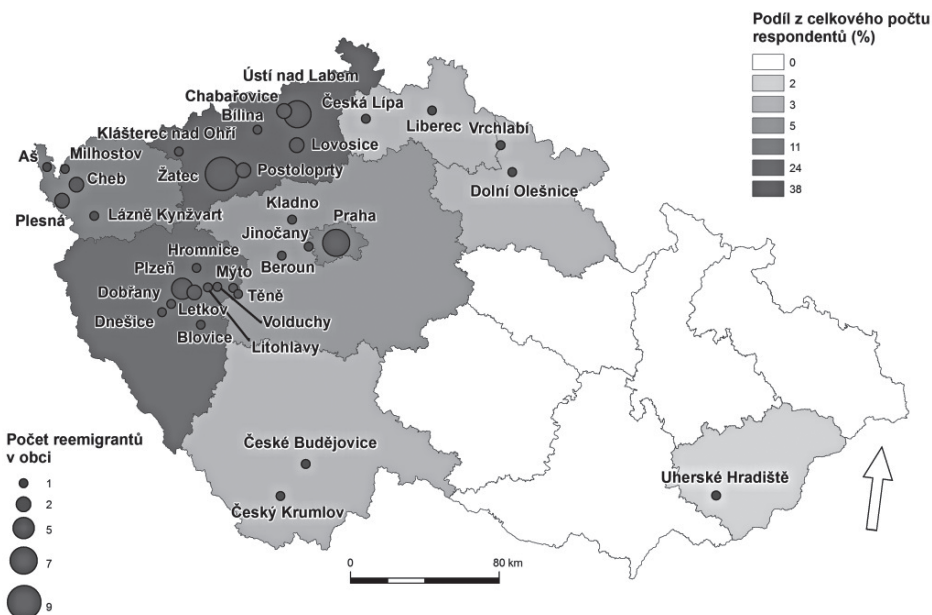 Podíl z celkového počtu
respondentů (%)
0
2
3
5
11
24
38
Ústí nad Labem
Chabařovice
Bílina
Česká Lípa
Liberec
Vrchlabí
Klášterec nad Ohří
Lovosice
Aš
Milhostov
Cheb
Žatec
Postoloprty
Dolní Olešnice
Plesná
Lázně Kynžvart
Kladno
Praha
Jinočany
Hromnice
Beroun
Plzeň
Mýto
Dobřany
Těně
Letkov
Dnešice
Volduchy
Blovice
Litohlavy
Počet reemigrantů
v obci
1
2
5
7
9
České Budějovice
Český Krumlov
Uherské Hradiště
0
80 km